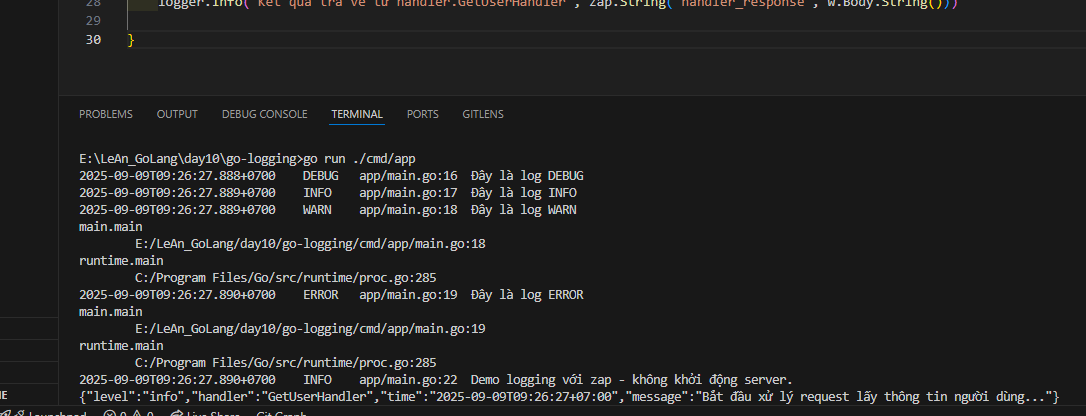 28 logger.Info("Kết quả trả về từ handler.GetUserHandler", zap.String("handler_response", w.Body.String()))
29
30 }
PROBLEMS OUTPUT DEBUG CONSOLE TERMINAL PORTS GITLENS
E:\LeAn_GoLang\day10\go-logging>go run ./cmd/app
2025-09-09T09:26:27.888+0700 DEBUG app/main.go:16 Đây là log DEBUG
2025-09-09T09:26:27.889+0700 INFO app/main.go:17 Đây là log INFO
2025-09-09T09:26:27.889+0700 WARN app/main.go:18 Đây là log WARN
main.main
E:/LeAn_GoLang/day10/go-logging/cmd/app/main.go:18
runtime.main
C:/Program Files/Go/src/runtime/proc.go:285
2025-09-09T09:26:27.890+0700 ERROR app/main.go:19 Đây là log ERROR
main.main
E:/LeAn_GoLang/day10/go-logging/cmd/app/main.go:19
runtime.main
C:/Program Files/Go/src/runtime/proc.go:285
2025-09-09T09:26:27.890+0700 INFO app/main.go:22 Demo logging với zap - không khởi động server.
{"level":"info","handler":"GetUserHandler","time":"2025-09-09T09:26:27+07:00","message":"Bắt đầu xử lý request lấy thông tin người dùng..."}